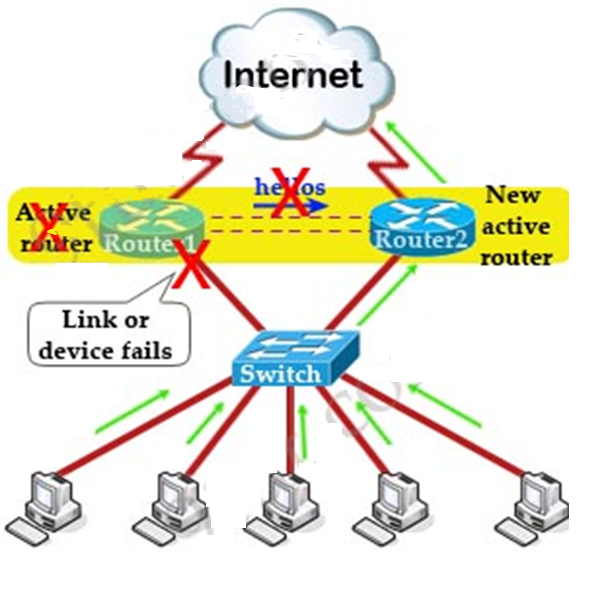 Internet
hellos
Active
router
Router1
Router2
New
active
router
Link or
device fails
Switch